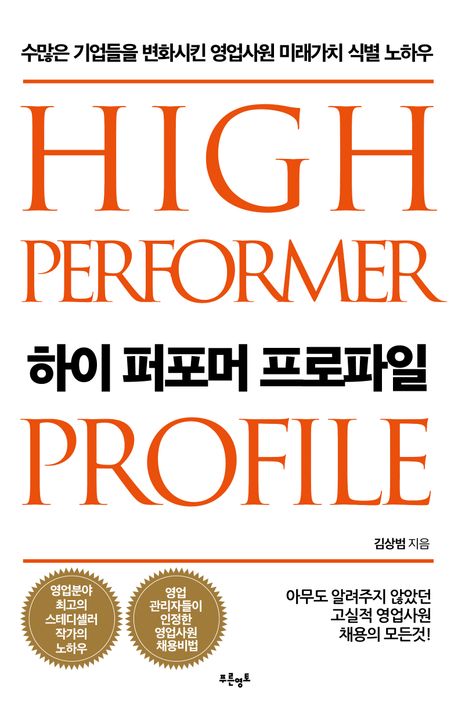 수많은 기업들을 변화시킨 영업사원 미래가치 식별 노하우
HIGH
PERFORMER
하이 퍼포머 프로파일
PROFILE
김상범 지음
영업분야
최고의
스테디셀러
작가의
노하우
영업
관리자들이
인정한
영업사원
채용비법
아무도 알려주지 않았던
고실적 영업사원
채용의 모든것!
푸른영토